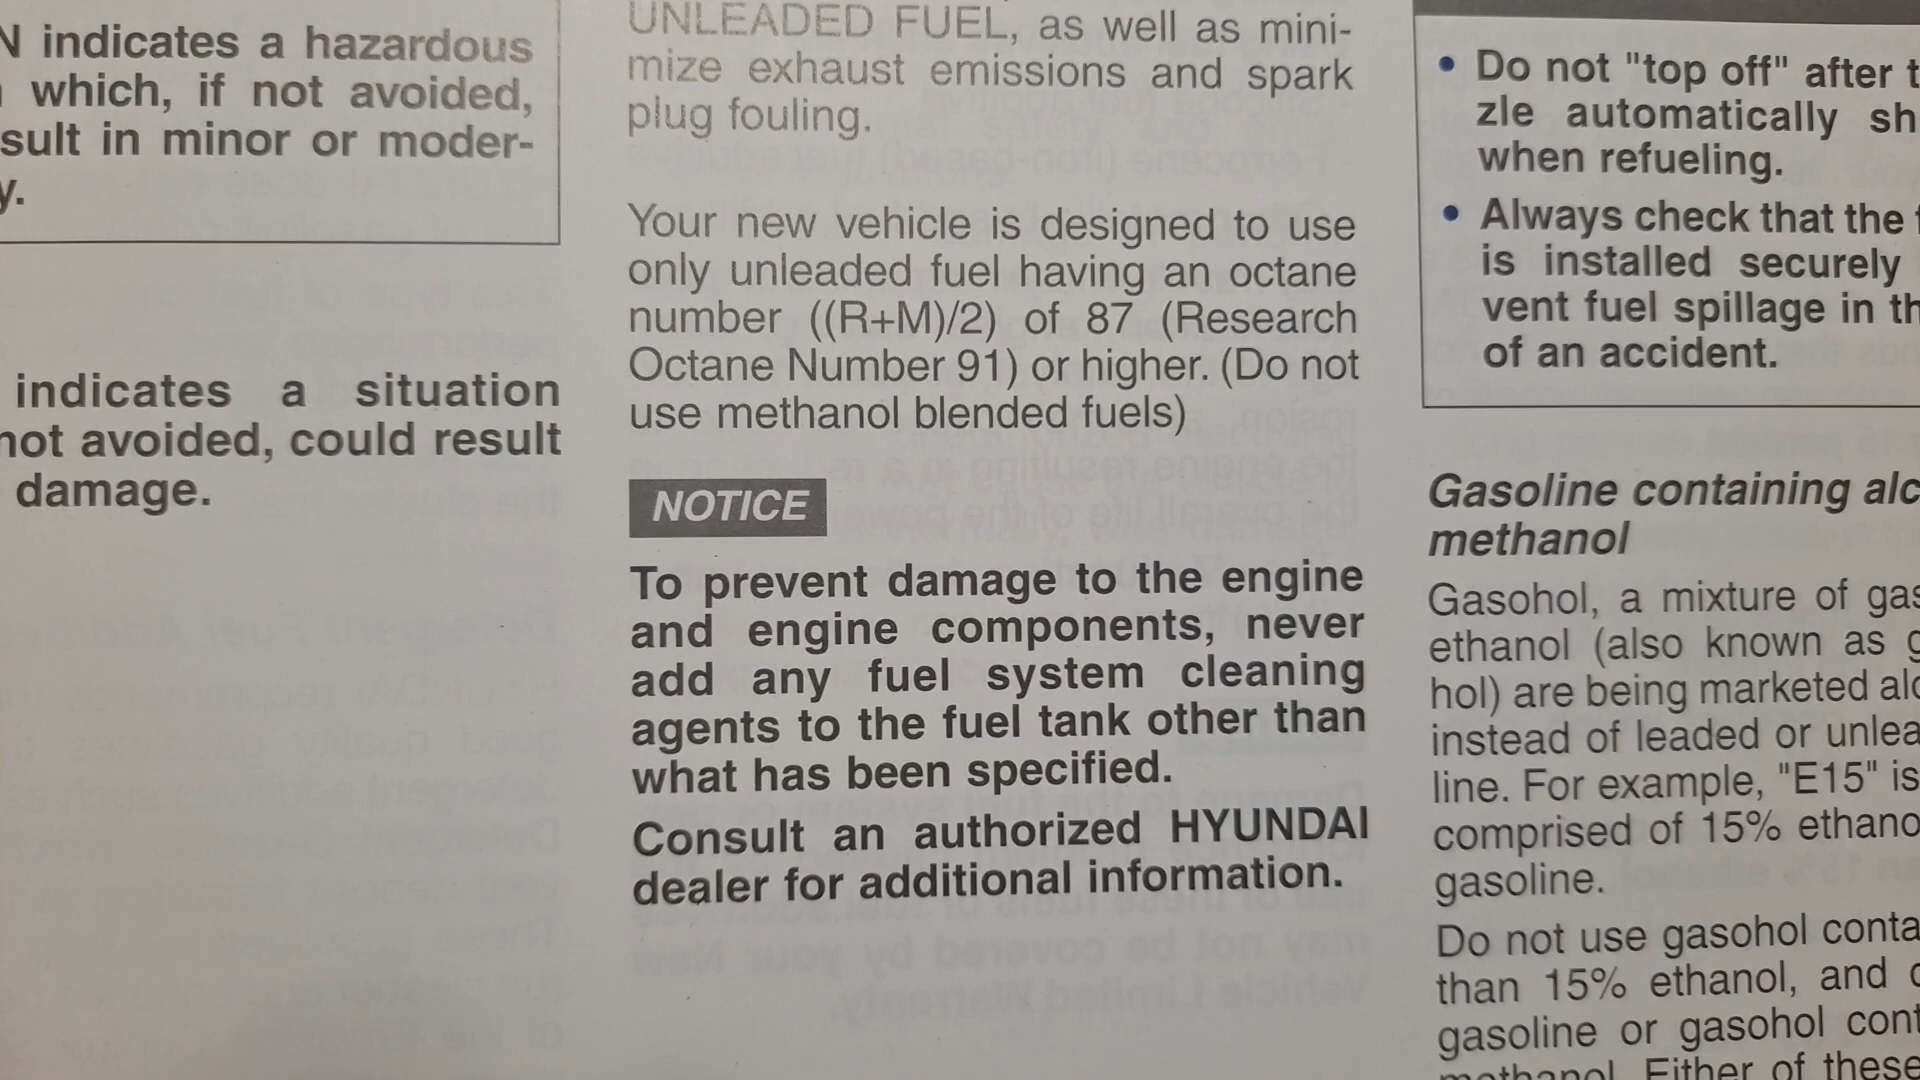 N indicates a hazardous
which, if not avoided,
sult in minor or moder-
y.
indicates a situation
not avoided, could result
damage.
UNLEADED FUEL, as well as mini-
mize exhaust emissions and spark
plug fouling.
Your new vehicle is designed to use
only unleaded fuel having an octane
number ((R+M)/2) of 87 (Research
Octane Number 91) or higher. (Do not
use methanol blended fuels)
NOTICE
To prevent damage to the engine
and engine components, never
add any fuel system cleaning
agents to the fuel tank other than
what has been specified.
Consult an authorized HYUNDAI
dealer for additional information.
• Do not "top off" after t
zle automatically sh
when refueling.
• Always check that the f
is installed securely
vent fuel spillage in th
of an accident.
Gasoline containing alc
methanol
Gasohol, a mixture of gas
ethanol (also known as g
hol) are being marketed alo
instead of leaded or unlea
line. For example, "E15" is
comprised of 15% ethano
gasoline.
Do not use gasohol conta
than 15% ethanol, and
gasoline or gasohol cont
methanol. Either of these